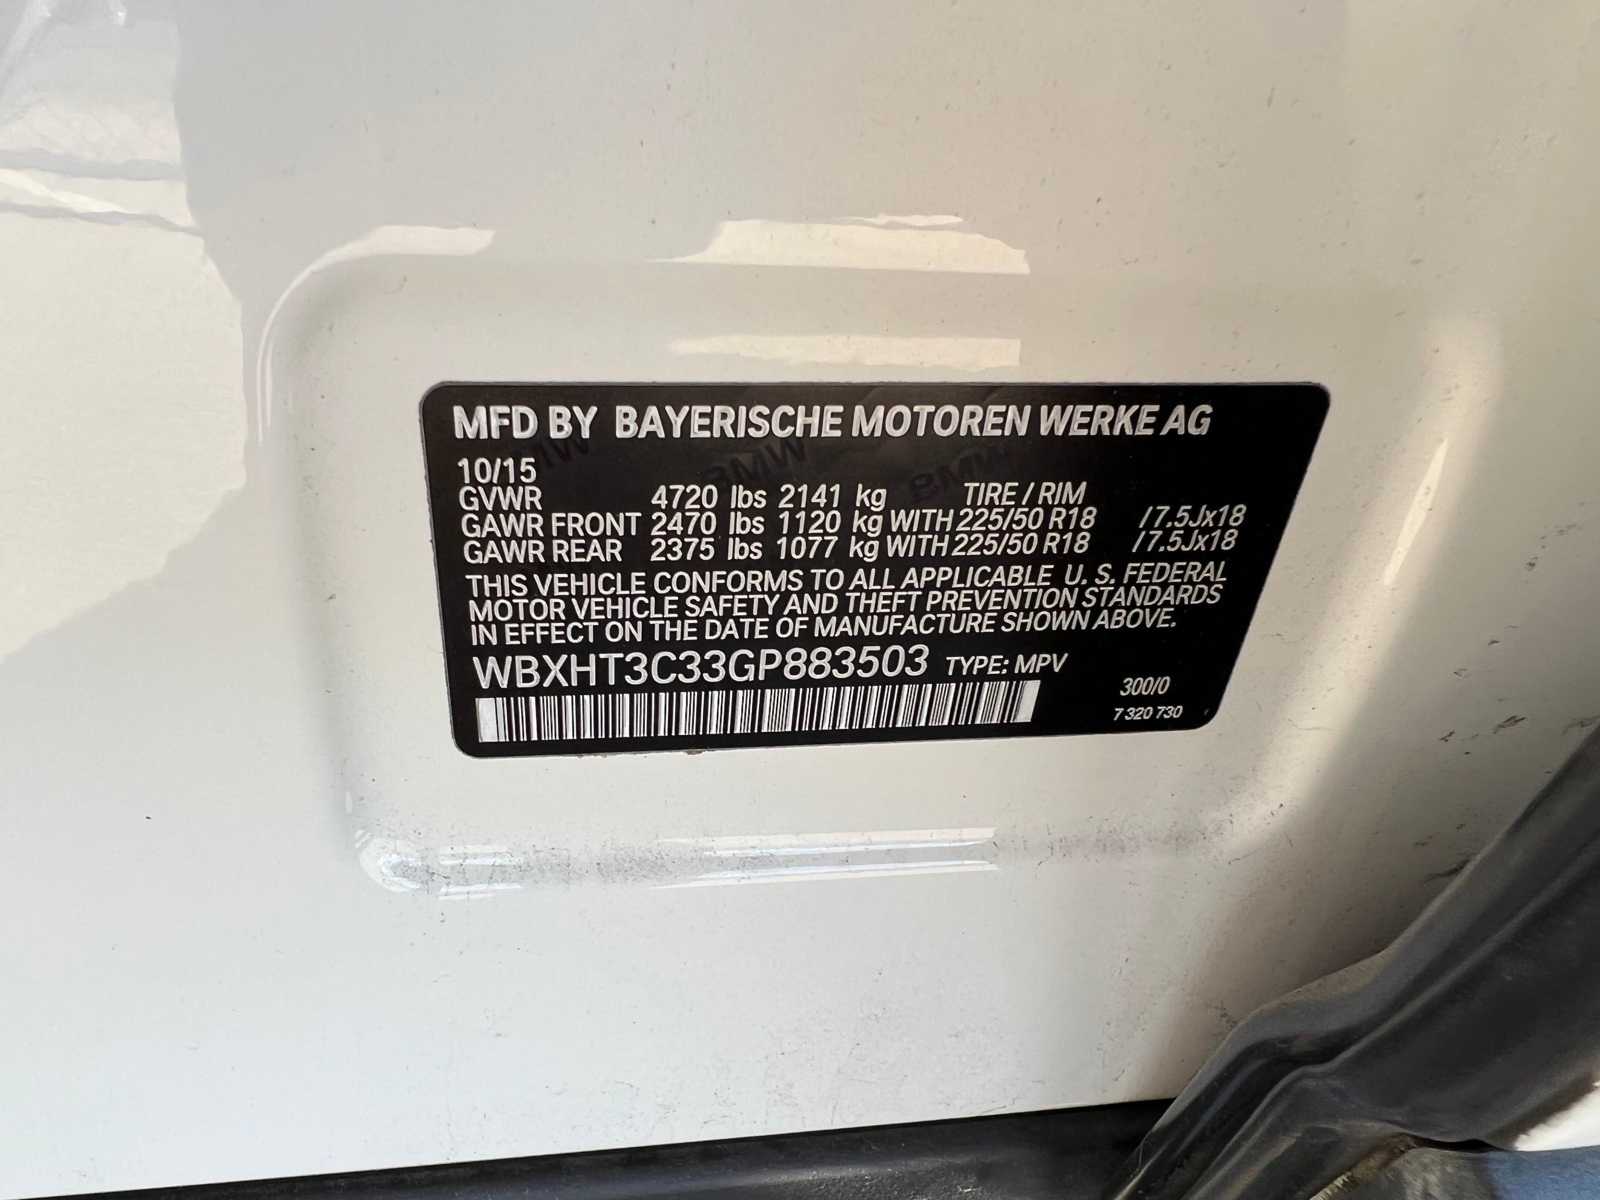 MFD BY BAYERISCHE MOTOREN WERKE AG
10/15
GVWR 4720 lbs 2141 kg TIRE / RIM
GAWR FRONT 2470 lbs 1120 kg WITH 225/50 R18 / 7.5Jx18
GAWR REAR 2375 lbs 1077 kg WITH 225/50 R18 / 7.5Jx18
THIS VEHICLE CONFORMS TO ALL APPLICABLE U. S. FEDERAL
MOTOR VEHICLE SAFETY AND THEFT PREVENTION STANDARDS
IN EFFECT ON THE DATE OF MANUFACTURE SHOWN ABOVE.
WBXHT3C33GP883503 TYPE: MPV
300/0
7 320 730
BMW
BMW